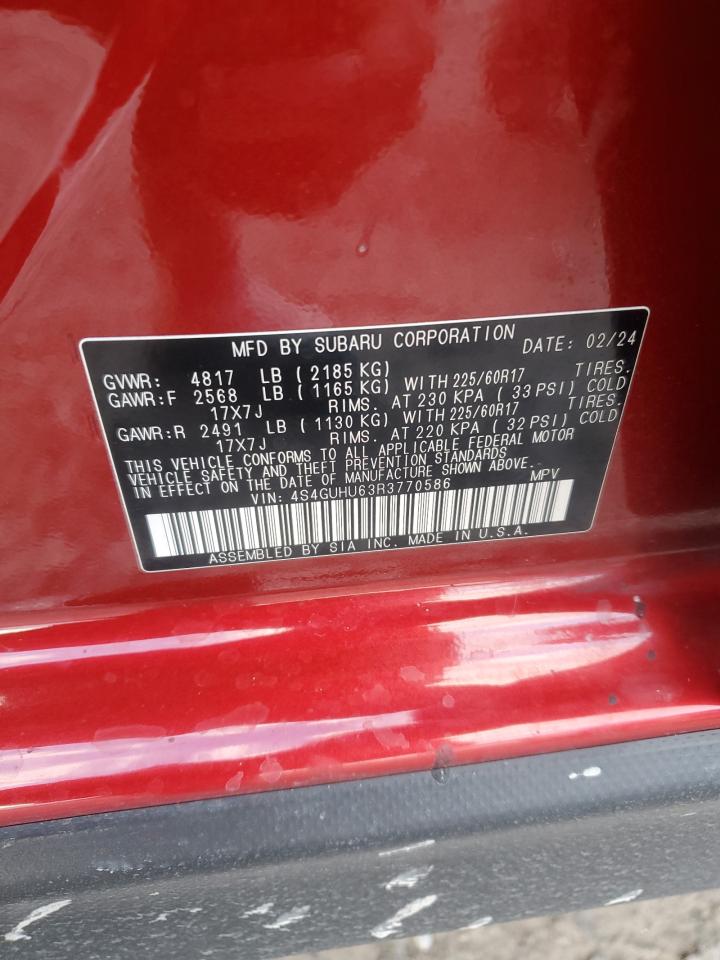 MFD BY SUBARU CORPORATION DATE: 02/24
GVWR: 4817 LB ( 2185 KG)
GAWR:F 2568 LB ( 1165 KG) WITH 225/60R17 TIRES.
17X7J RIMS. AT 230 KPA ( 33 PSI) COLD
GAWR:R 2491 LB ( 1130 KG) WITH 225/60R17 TIRES.
17X7J RIMS. AT 220 KPA ( 32 PSI) COLD.
THIS VEHICLE CONFORMS TO ALL APPLICABLE FEDERAL MOTOR
VEHICLE SAFETY AND THEFT PREVENTION STANDARDS
IN EFFECT ON THE DATE OF MANUFACTURE SHOWN ABOVE.
VIN: 4S4GUHU63R3770586 MPV
ASSEMBLED BY SIA INC. MADE IN U.S.A.